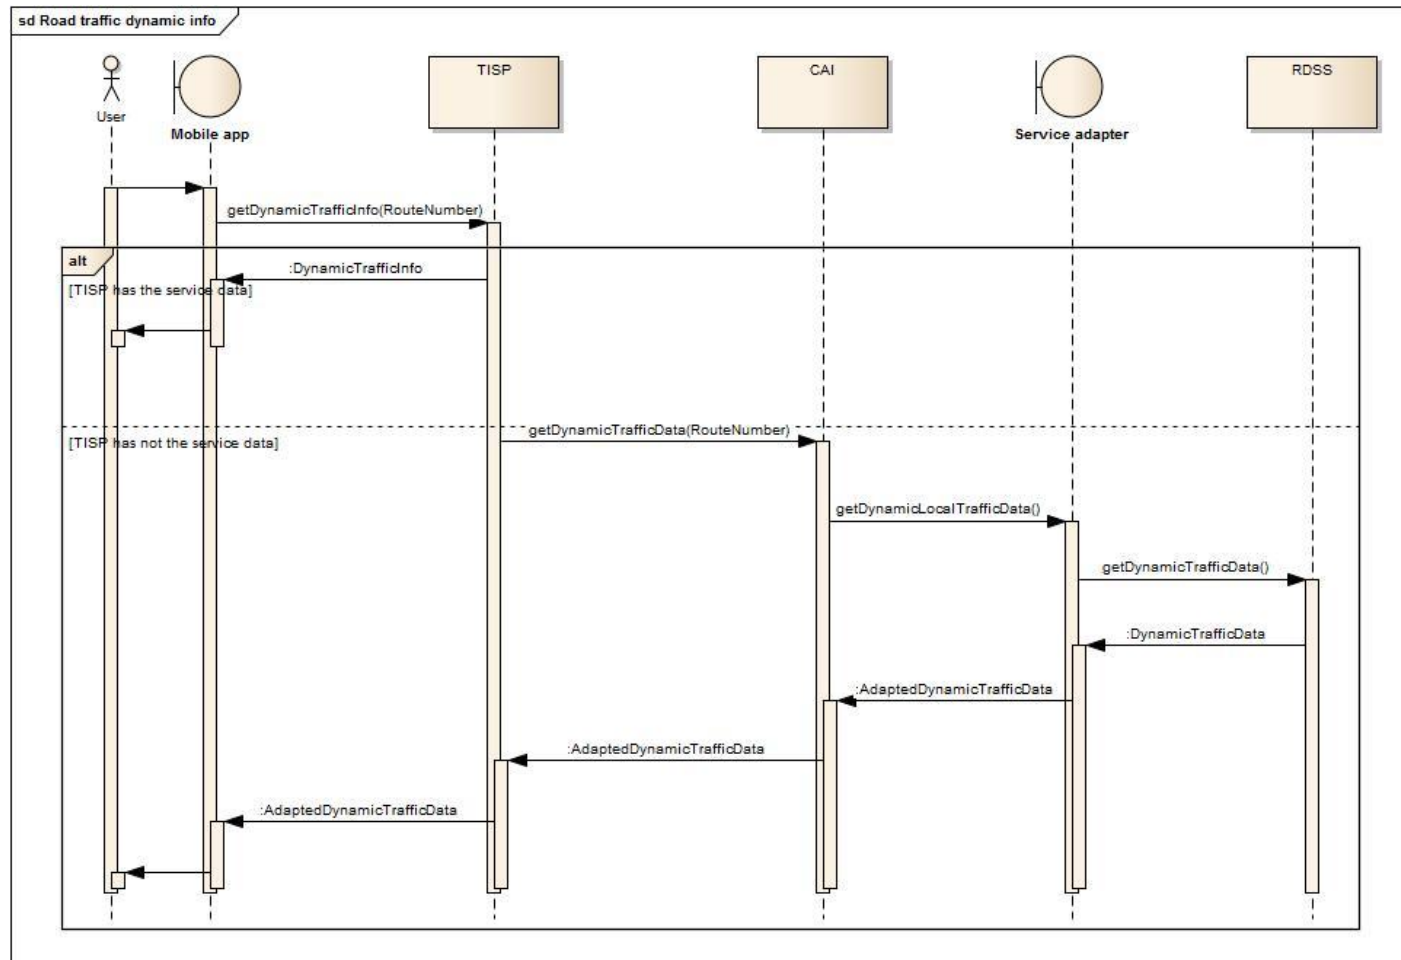 sd Road traffic dynamic info
User
Mobile app
TISP
CAI
Service adapter
RDSS
getDynamicTrafficInfo(RouteNumber)
alt
:DynamicTrafficInfo
[TISP has the service data]
[TISP has not the service data]
getDynamicTrafficData(RouteNumber)
getDynamicLocalTrafficData()
getDynamicTrafficData()
:DynamicTrafficData
:AdaptedDynamicTrafficData
:AdaptedDynamicTrafficData
:AdaptedDynamicTrafficData